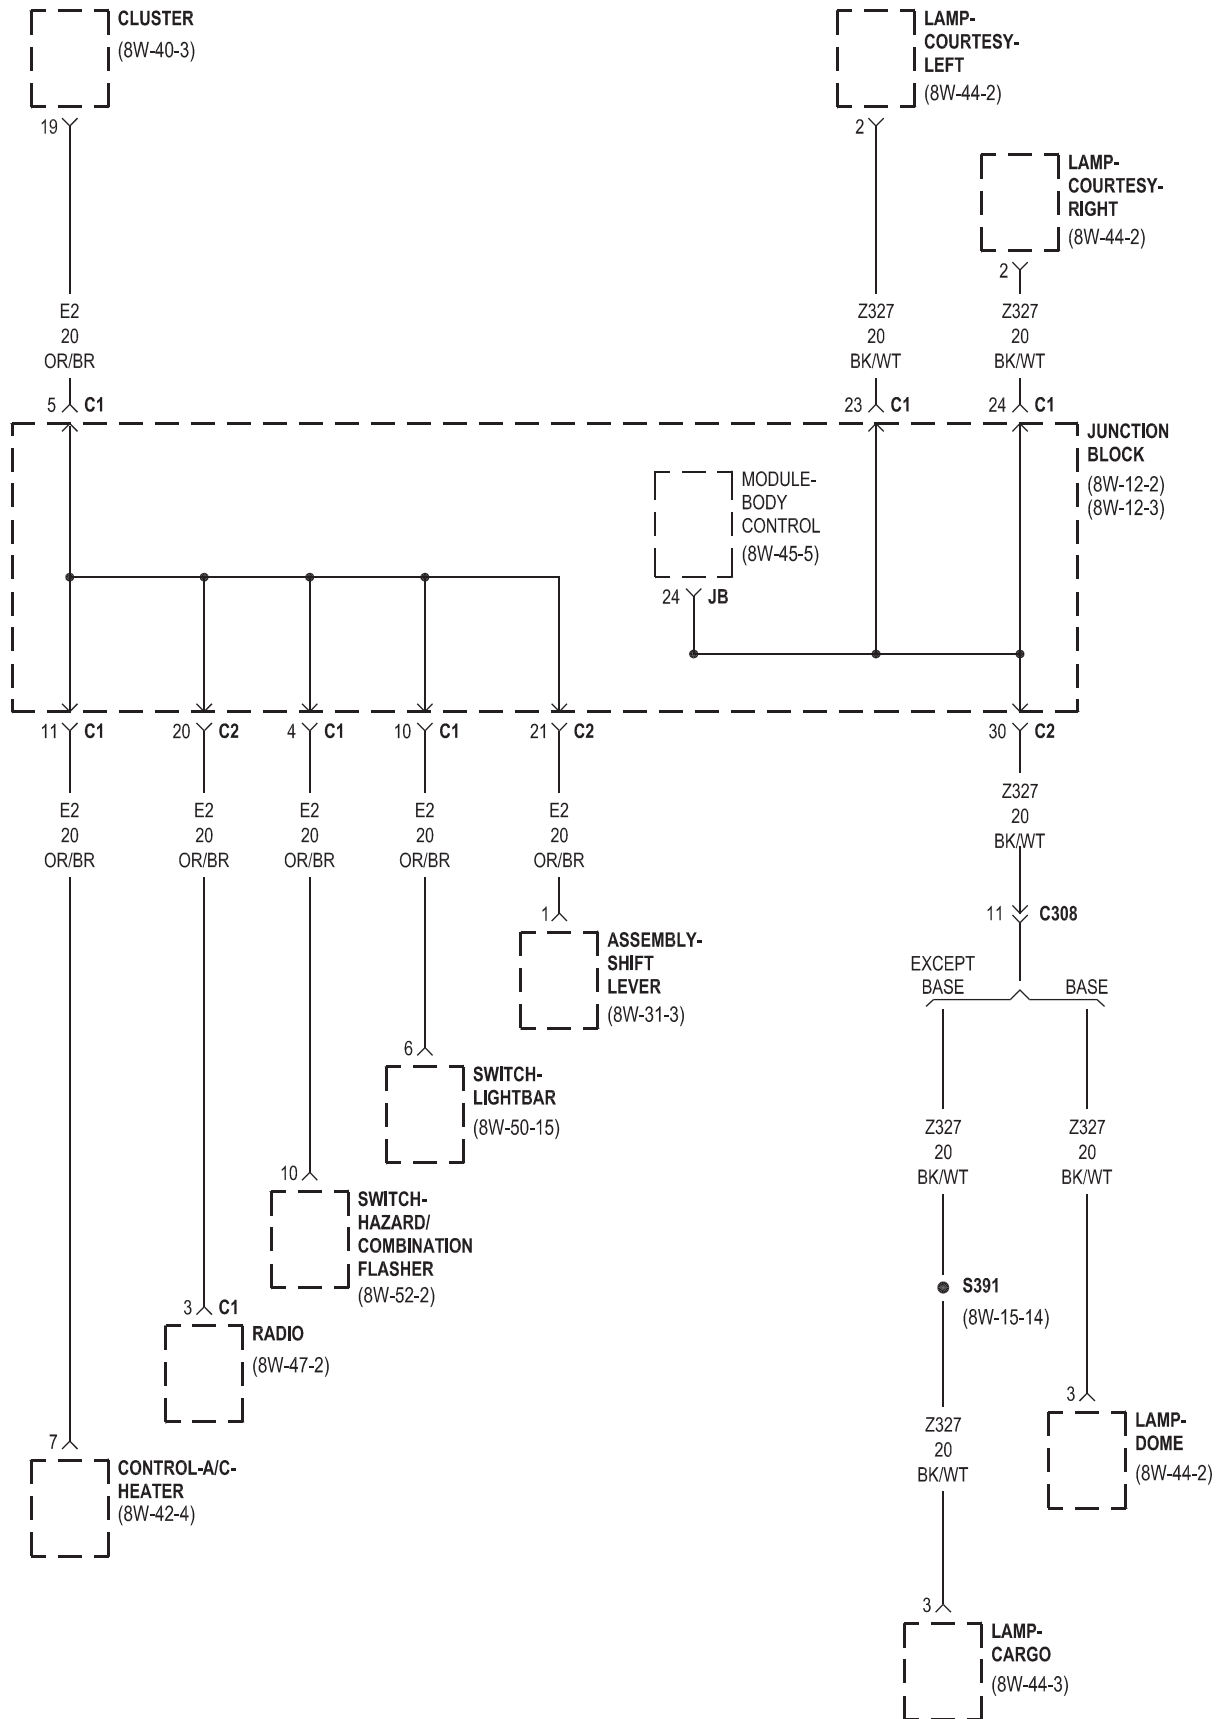 CLUSTER
(8W-40-3)
19
E2
20
OR/BR
5 C1
LAMP-
COURTESY-
LEFT
(8W-44-2)
2
Z327
20
BK/WT
23 C1
LAMP-
COURTESY-
RIGHT
(8W-44-2)
2
Z327
20
BK/WT
24 C1
JUNCTION
BLOCK
(8W-12-2)
(8W-12-3)
MODULE-
BODY
CONTROL
(8W-45-5)
24 JB
11 C1
E2
20
OR/BR
7
CONTROL-A/C-
HEATER
(8W-42-4)
20 C2
E2
20
OR/BR
3 C1
RADIO
(8W-47-2)
4 C1
E2
20
OR/BR
10
SWITCH-
HAZARD/
COMBINATION
FLASHER
(8W-52-2)
10 C1
E2
20
OR/BR
6
SWITCH-
LIGHTBAR
(8W-50-15)
21 C2
E2
20
OR/BR
1
ASSEMBLY-
SHIFT
LEVER
(8W-31-3)
30 C2
Z327
20
BK/WT
11 C308
EXCEPT
BASE
BASE
Z327
20
BK/WT
S391
(8W-15-14)
Z327
20
BK/WT
3
LAMP-
CARGO
(8W-44-3)
Z327
20
BK/WT
3
LAMP-
DOME
(8W-44-2)